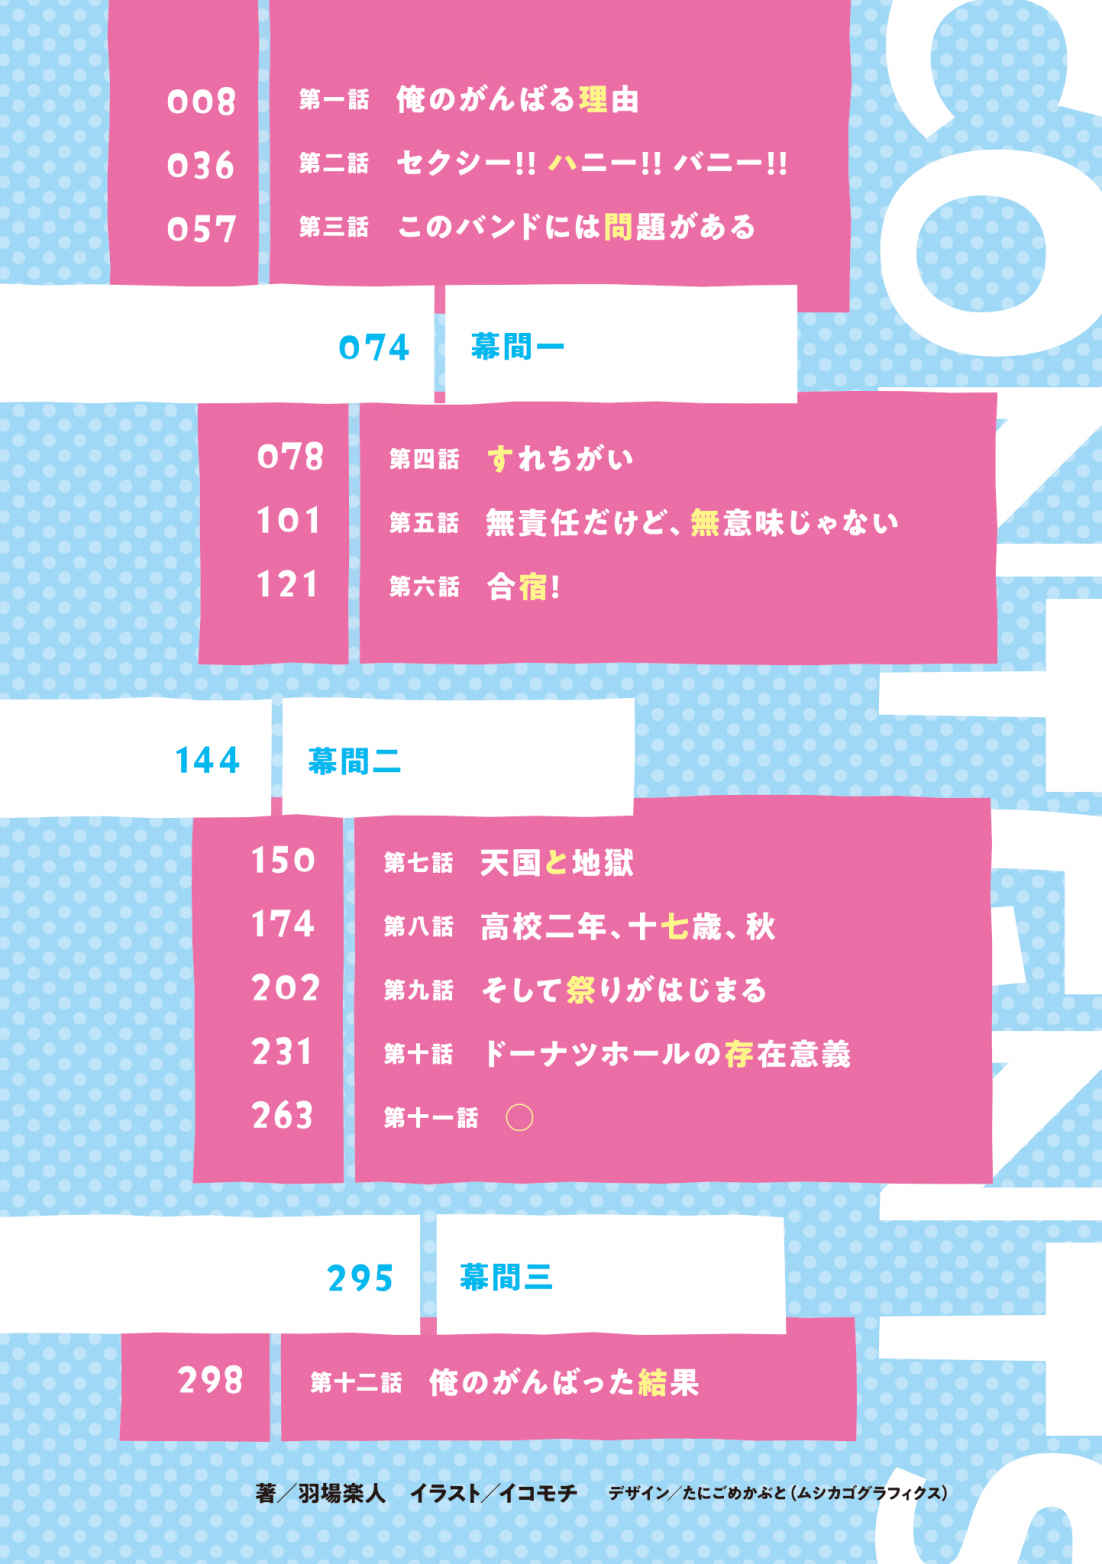 008 第一話 俺のがんばる理由
036 第二話 セクシー!! ハニー!! バニー!!
057 第三話 このバンドには問題がある
074 幕間一
078 第四話 すれちがい
101 第五話 無責任だけど、無意味じゃない
121 第六話 合宿!
144 幕間二
150 第七話 天国と地獄
174 第八話 高校二年、十七歳、秋
202 第九話 そして祭りがはじまる
231 第十話 ドーナツホールの存在意義
263 第十一話 〇
295 幕間三
298 第十二話 俺のがんばった結果
著／羽場楽人 イラスト／イコモチ デザイン／たにごめかぶと（ムシカゴグラフィクス）
CONTENTS